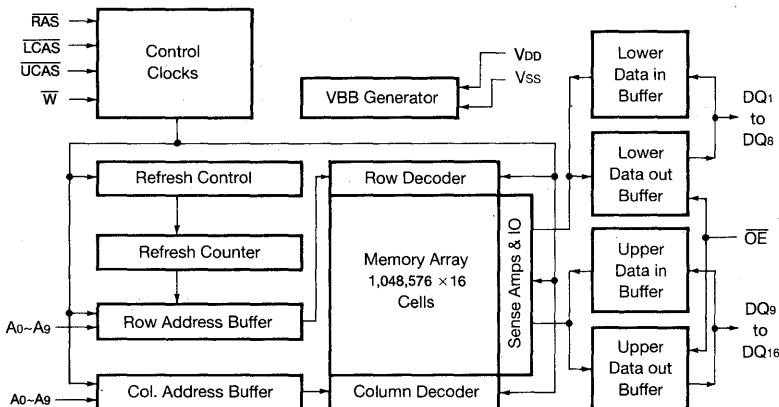 RAS
LCAS
UCAS
W
Control
Clocks
VBB Generator
VDD
VSS
Lower
Data in
Buffer
Lower
Data out
Buffer
DQ1
to
DQ8
OE
Refresh Control
Refresh Counter
Row Address Buffer
A0~A9
Col. Address Buffer
A0~A9
Row Decoder
Memory Array
1,048,576 ×16
Cells
Sense Amps & IO
Column Decoder
Upper
Data in
Buffer
Upper
Data out
Buffer
DQ9
to
DQ16